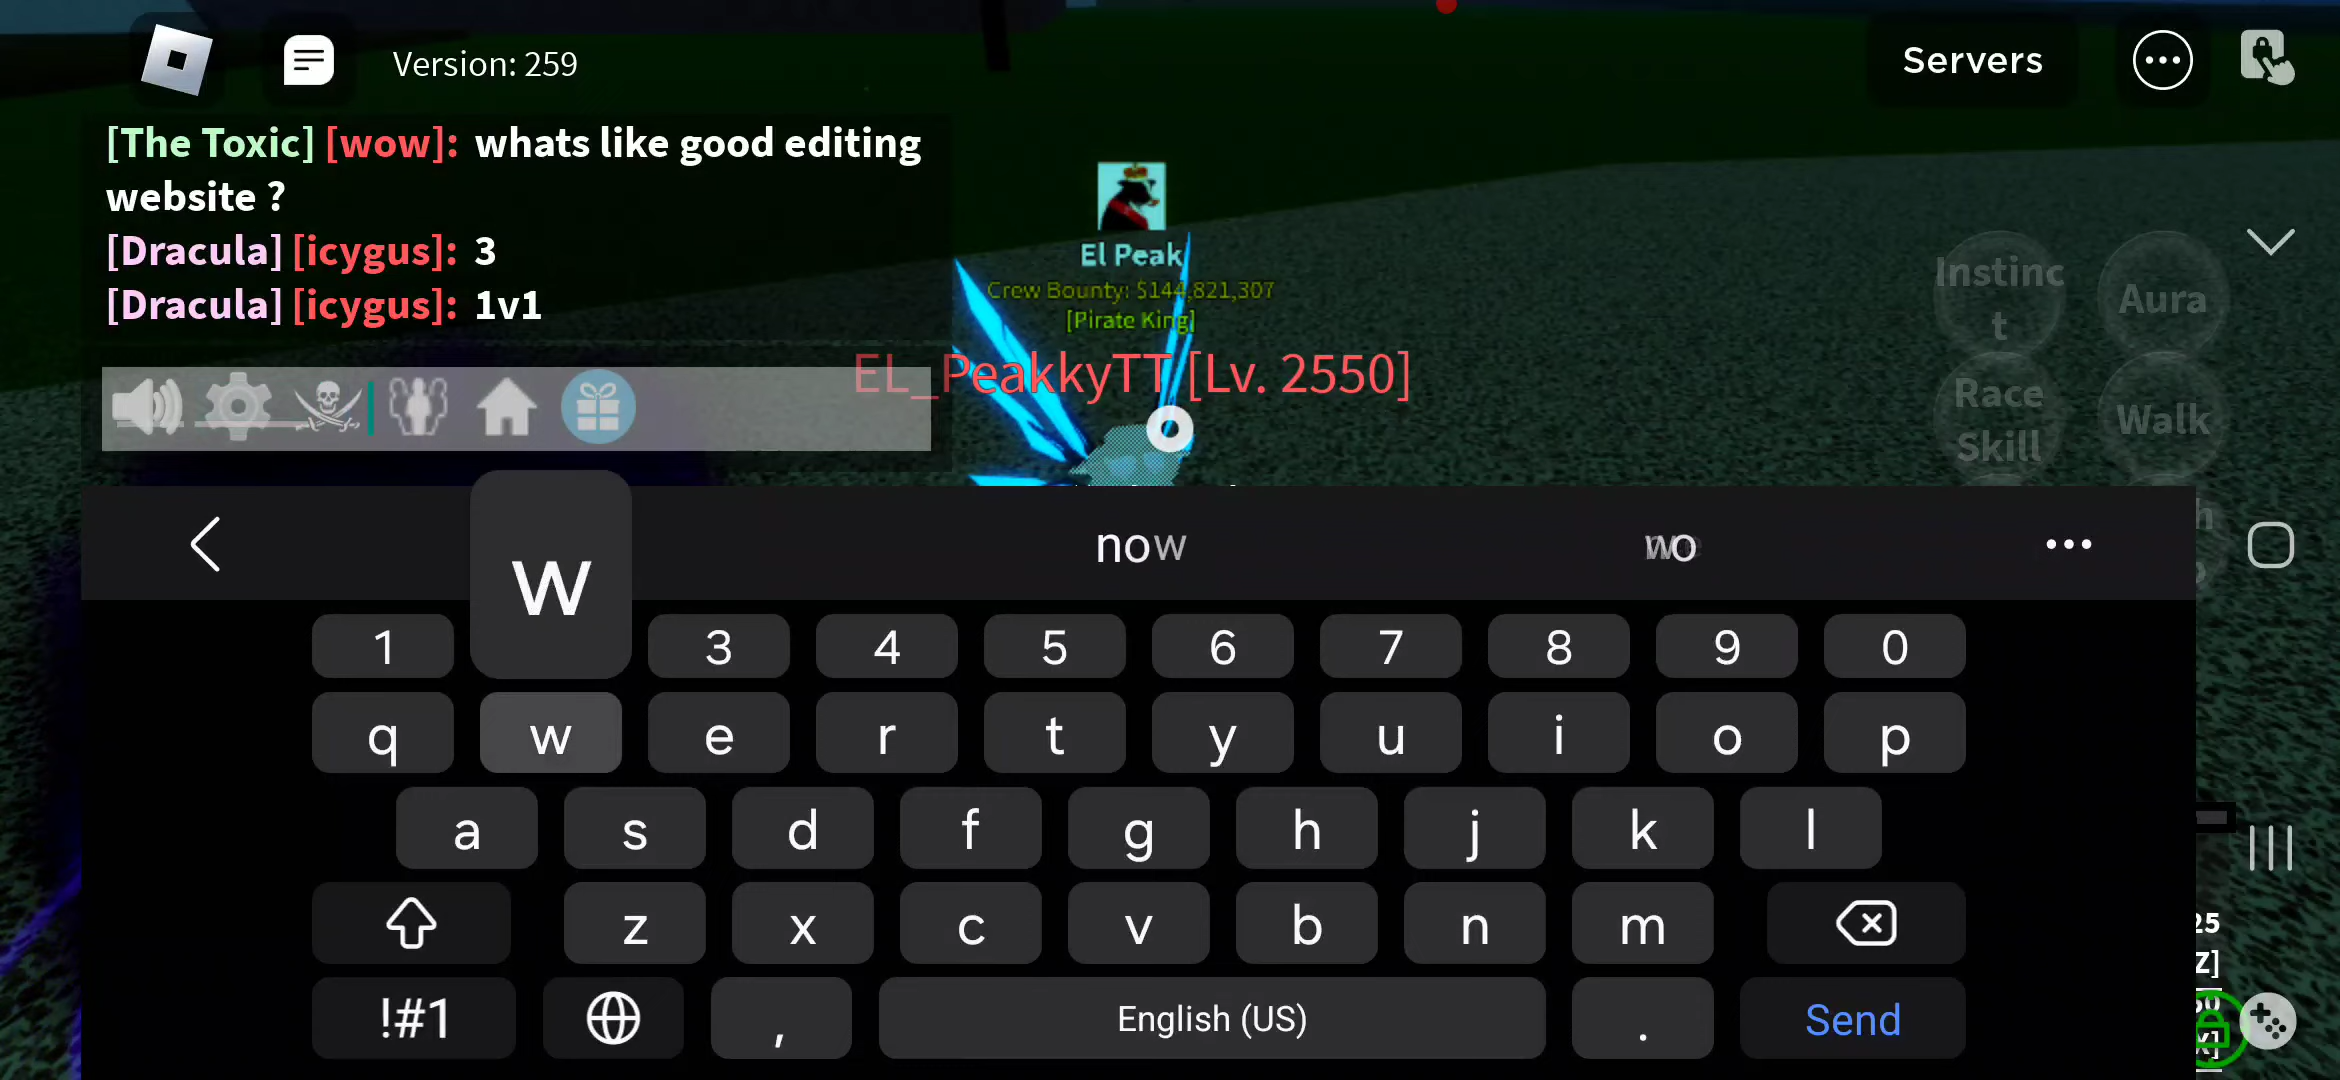 Version: 259
Servers
[The Toxic] [wow]: whats like good editing
website ?
[Dracula] [icygus]: 3
[Dracula] [icygus]: 1v1
El Peak
Crew Bounty: $144,821,307
[Pirate King]
EL_PeakkyTT [Lv. 2550]
Instinc
t
Aura
Race
Skill
Walk
w
now
wo
1 3 4 5 6 7 8 9 0
q w e r t y u i o p
a s d f g h j k l
z x c v b n m
!#1 , English (US) . Send
25
Z]
X]